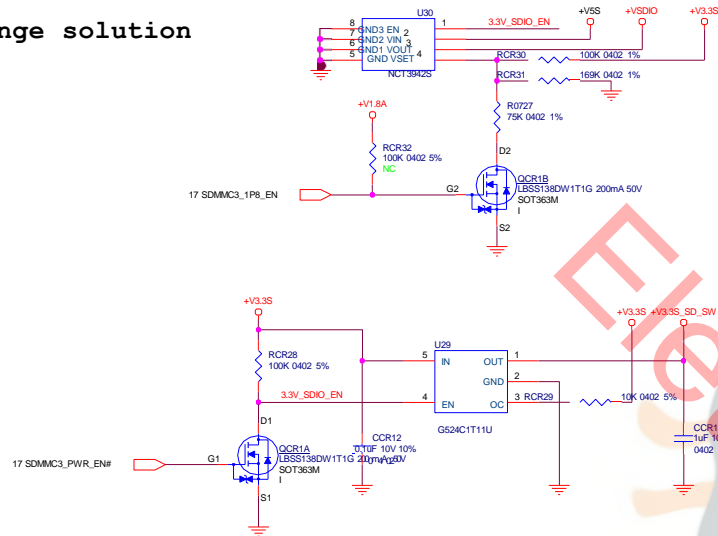 nge solution
U30
8 GND3 EN 1 3.3V_SDIO_EN
7 GND2 VIN 2
6 GND1 VOUT 3
5 GND VSET 4
NCT3942S
+V5S +VSDIO +V3.3S
RCR30 100K 0402 1%
RCR31 169K 0402 1%
R0727
75K 0402 1%
+V1.8A
RCR32
100K 0402 5%
NC
D2
17 SDMMC3_1P8_EN
G2
QCR1B
LBSS138DW1T1G 200mA 50V
SOT363M
I
S2
+V3.3S
RCR28
100K 0402 5%
3.3V_SDIO_EN
U29
5 IN OUT 1
GND 2
4 EN OC 3
G524C1T11U
+V3.3S +V3.3S_SD_SW
RCR29 10K 0402 5%
D1
17 SDMMC3_PWR_EN#
G1
QCR1A
LBSS138DW1T1G 200mA 50V
SOT363M
I
S1
CCR12
0.1uF 10V 10%
CCR1
1uF 10
0402
Ele